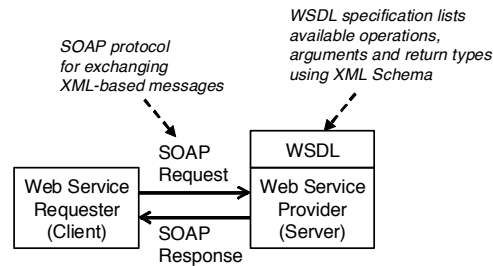 SOAP protocol
for exchanging
XML-based messages
WSDL specification lists
available operations,
arguments and return types
using XML Schema
SOAP
Request
WSDL
Web Service
Requester
(Client)
Web Service
Provider
(Server)
SOAP
Response